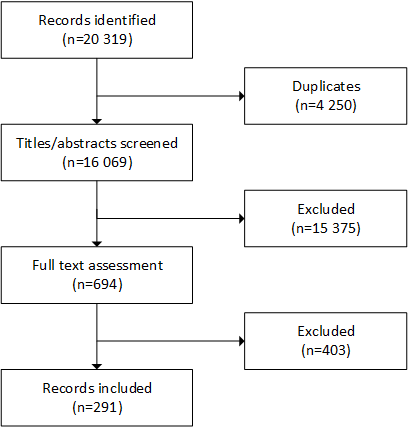 Records identified
(n=20 319)
Duplicates
(n=4 250)
Titles/abstracts screened
(n=16 069)
Excluded
(n=15 375)
Full text assessment
(n=694)
Excluded
(n=403)
Records included
(n=291)